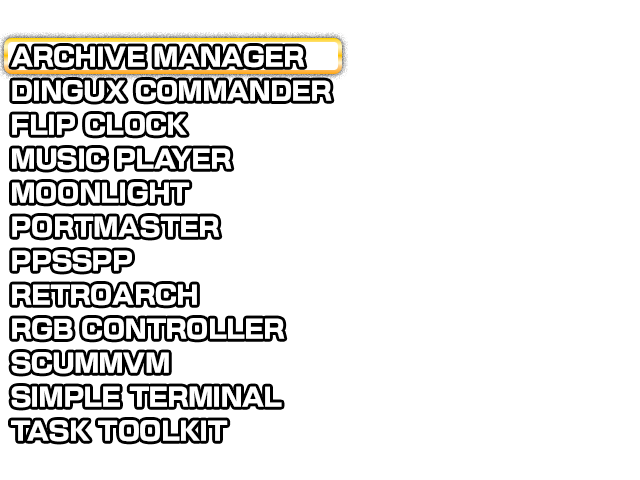 ARCHIVE MANAGER
DINGUX COMMANDER
FLIP CLOCK
MUSIC PLAYER
MOONLIGHT
PORTMASTER
PPSSPP
RETROARCH
RGB CONTROLLER
SCUMMVM
SIMPLE TERMINAL
TASK TOOLKIT